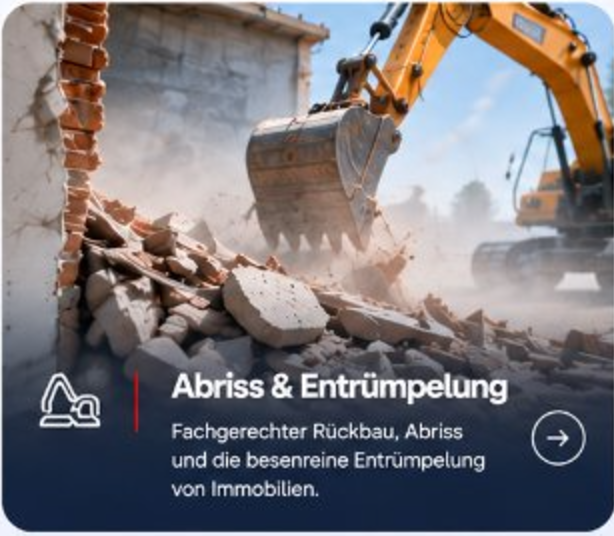 Abriss & Entrümpelung
Fachgerechter Rückbau, Abriss
und die besenreine Entrümpelung
von Immobilien.